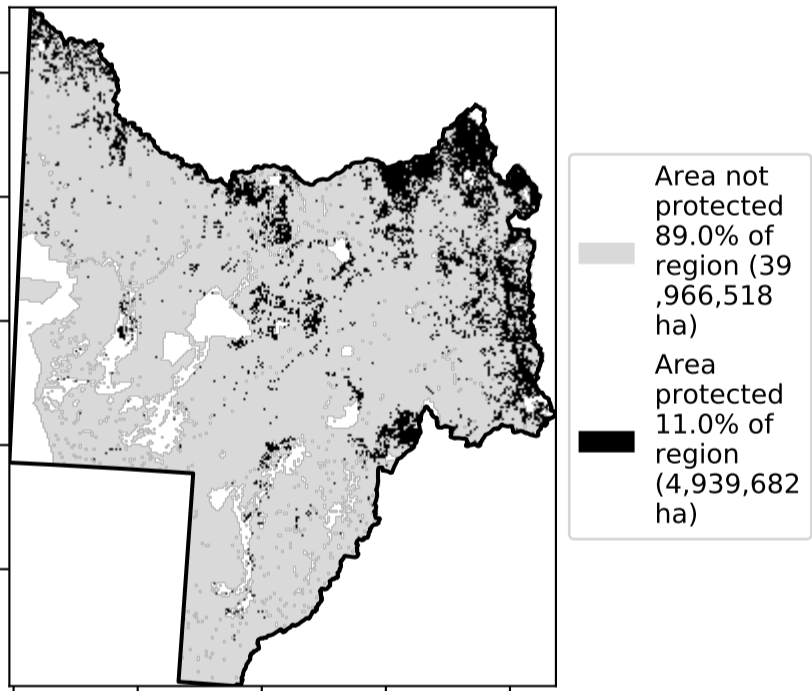 Area not
protected
89.0% of
region (39
,966,518
ha)
Area
protected
11.0% of
region
(4,939,682
ha)